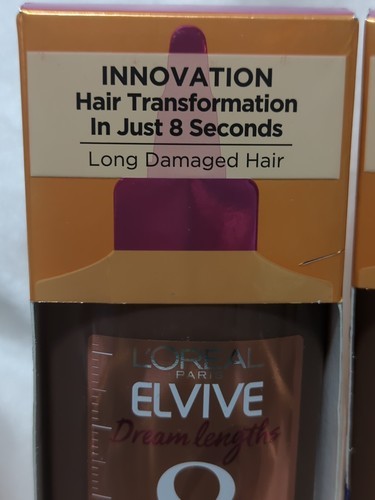 INNOVATION
Hair Transformation
In Just 8 Seconds
Long Damaged Hair
L'ORÉAL
PARIS
ELVIVE
Dream lengths
8